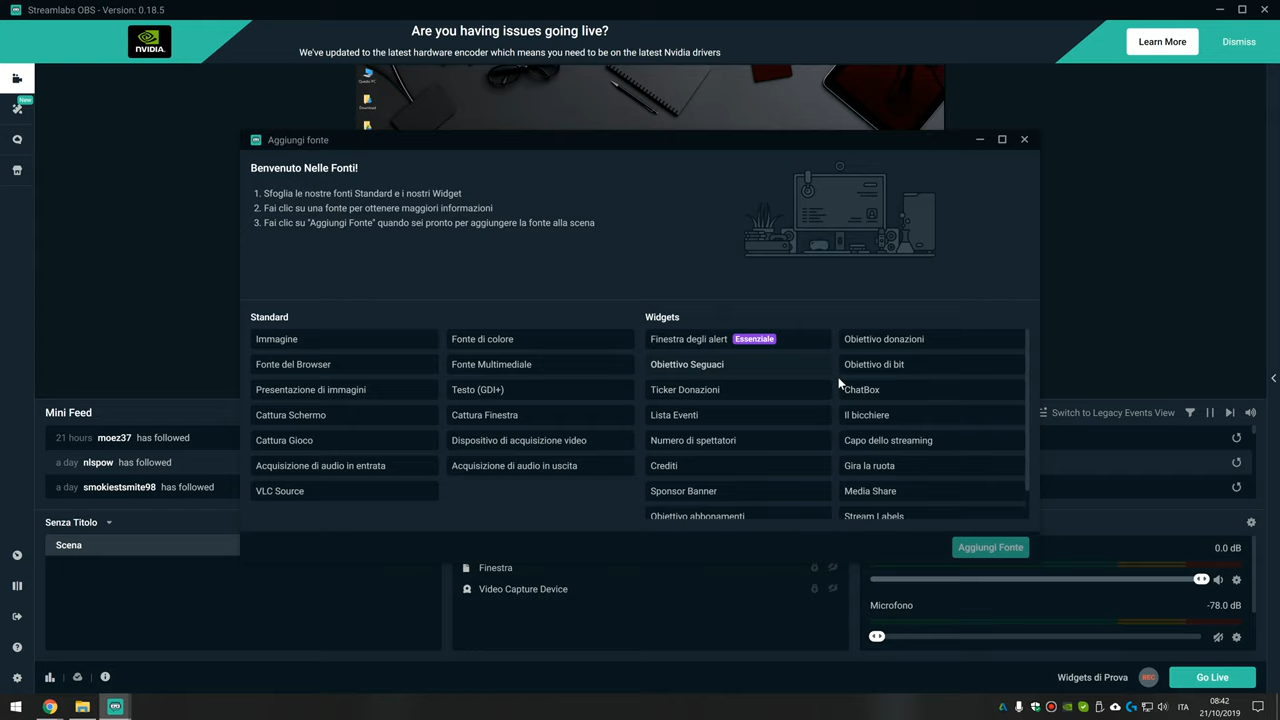 Streamlabs OBS - Version: 0.18.5
NVIDIA
Are you having issues going live?
We've updated to the latest hardware encoder which means you need to be on the latest Nvidia drivers
Learn More
Dismiss
New
Download
Aggiungi fonte
Benvenuto Nelle Fonti!
1. Sfoglia le nostre fonti Standard e i nostri Widget
2. Fai clic su una fonte per ottenere maggiori informazioni
3. Fai clic su "Aggiungi Fonte" quando sei pronto per aggiungere la fonte alla scena
Standard
Immagine
Fonte di colore
Fonte del Browser
Fonte Multimediale
Presentazione di immagini
Testo (GDI+)
Cattura Schermo
Cattura Finestra
Cattura Gioco
Dispositivo di acquisizione video
Acquisizione di audio in entrata
Acquisizione di audio in uscita
VLC Source
Widgets
Finestra degli alert Essenziale
Obiettivo donazioni
Obiettivo Seguaci
Obiettivo di bit
Ticker Donazioni
ChatBox
Lista Eventi
Il bicchiere
Numero di spettatori
Capo dello streaming
Crediti
Gira la ruota
Sponsor Banner
Media Share
Obiettivo abbonamenti
Stream Labels
Aggiungi Fonte
Mini Feed
Switch to Legacy Events View
21 hours moez37 has followed
a day nlspow has followed
a day smokiestsmite98 has followed
Senza Titolo
Scena
Finestra
Video Capture Device
0.0 dB
Microfono
-78.0 dB
Widgets di Prova
REC
Go Live
ITA
08:42
21/10/2019